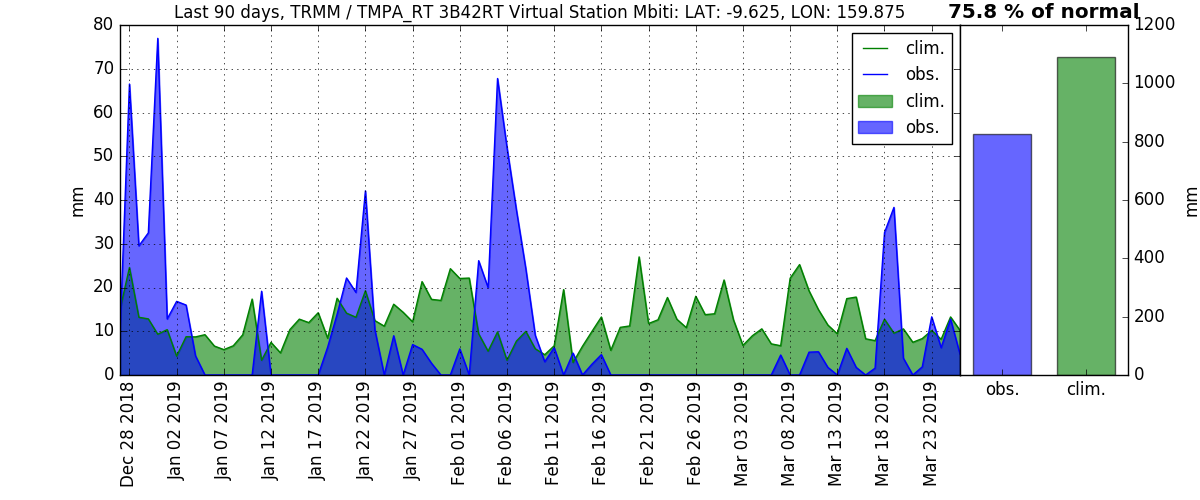 Last 90 days, TRMM / TMPA_RT 3B42RT Virtual Station Mbiti: LAT: -9.625, LON: 159.875
75.8 % of normal
80
70
60
50
40
30
20
10
0
mm
clim.
obs.
clim.
obs.
1200
1000
800
600
400
200
0
mm
Dec 28 2018
Jan 02 2019
Jan 07 2019
Jan 12 2019
Jan 17 2019
Jan 22 2019
Jan 27 2019
Feb 01 2019
Feb 06 2019
Feb 11 2019
Feb 16 2019
Feb 21 2019
Feb 26 2019
Mar 03 2019
Mar 08 2019
Mar 13 2019
Mar 18 2019
Mar 23 2019
obs.
clim.